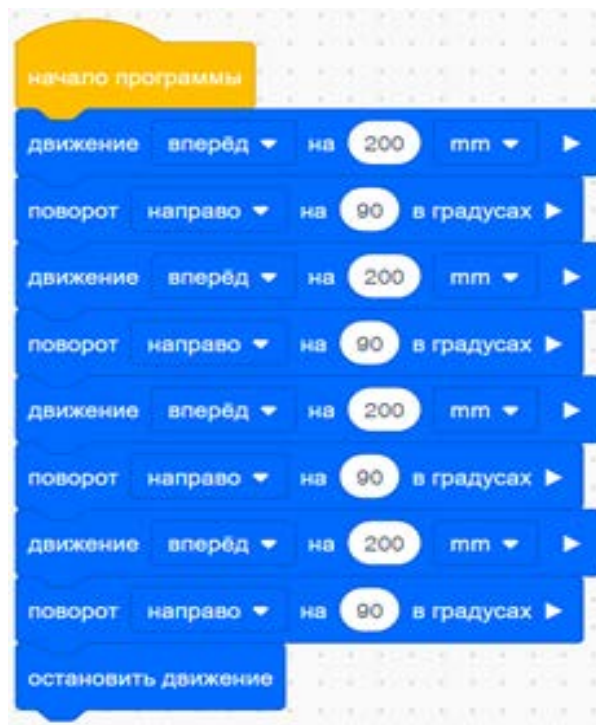 начало программы
движение вперёд на 200 mm
поворот направо на 90 в градусах
движение вперёд на 200 mm
поворот направо на 90 в градусах
движение вперёд на 200 mm
поворот направо на 90 в градусах
движение вперёд на 200 mm
поворот направо на 90 в градусах
остановить движение